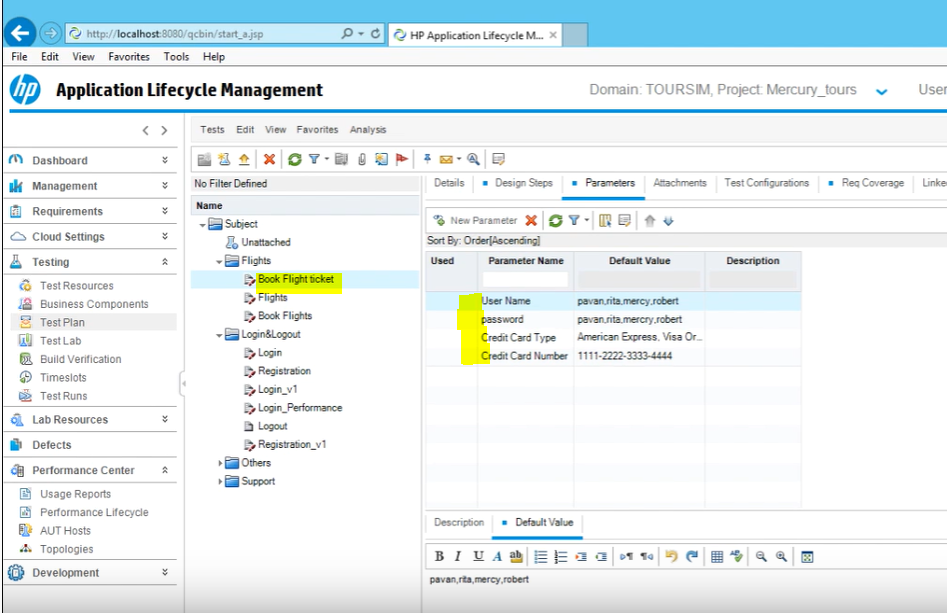 http://localhost:8080/qcbin/start_a.jsp
HP Application Lifecycle M...
File Edit View Favorites Tools Help
hp Application Lifecycle Management
Domain: TOURSIM, Project: Mercury_tours
User
Dashboard
Management
Requirements
Cloud Settings
Testing
Test Resources
Business Components
Test Plan
Test Lab
Build Verification
Timeslots
Test Runs
Lab Resources
Defects
Performance Center
Usage Reports
Performance Lifecycle
AUT Hosts
Topologies
Development
Tests Edit View Favorites Analysis
No Filter Defined
Name
Subject
Unattached
Flights
Book Flight ticket
Flights
Book Flights
Login&Logout
Login
Registration
Login_v1
Login_Performance
Logout
Registration_v1
Others
Support
Details Design Steps Parameters Attachments Test Configurations Req Coverage Linke
New Parameter
Sort By: Order[Ascending]
Used Parameter Name Default Value Description
User Name pavan,rita,mercy,robert
password pavan,rita,mercry,robert
Credit Card Type American Express, Visa Or...
Credit Card Number 1111-2222-3333-4444
Description Default Value
B I U A ab
pavan,rita,mercy,robert